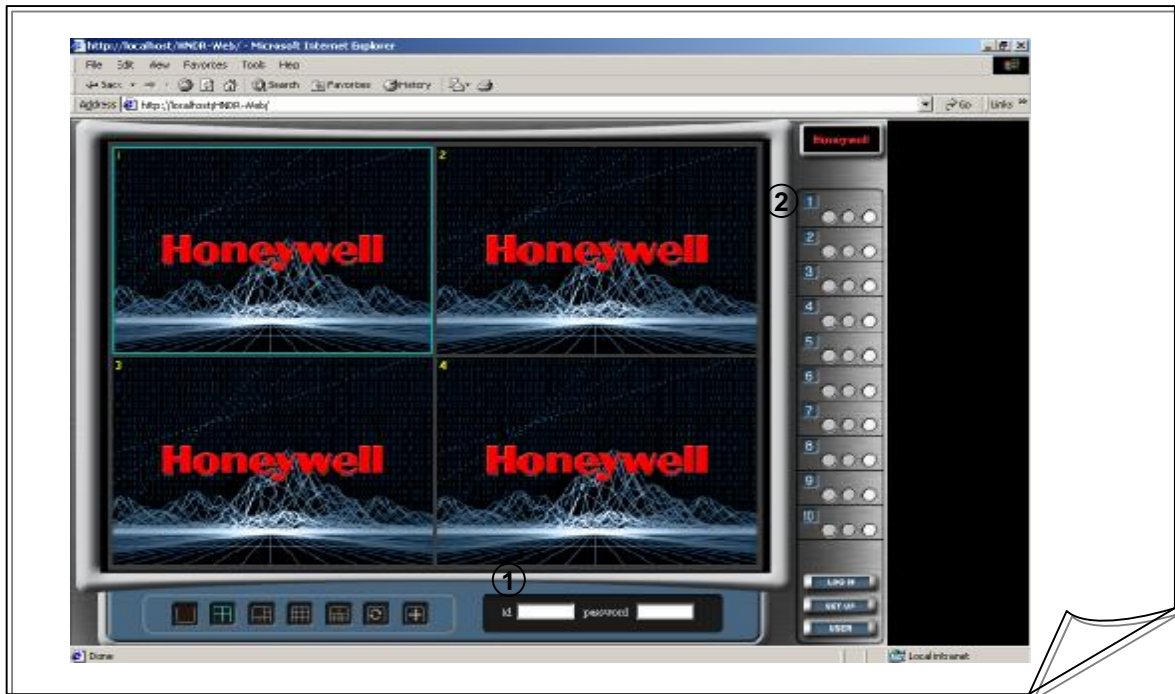 http://localhost/HNDR-Web/ - Microsoft Internet Explorer
File Edit View Favorites Tools Help
Back Search Favorites History
Address http://localhost/HNDR-Web/ Go Links »
1
2
Honeywell
Honeywell
Honeywell
②
1
2
3
4
5
6
7
8
9
10
3
4
Honeywell
Honeywell
①
id password
LOG IN
SET UP
USER
Done Local intranet